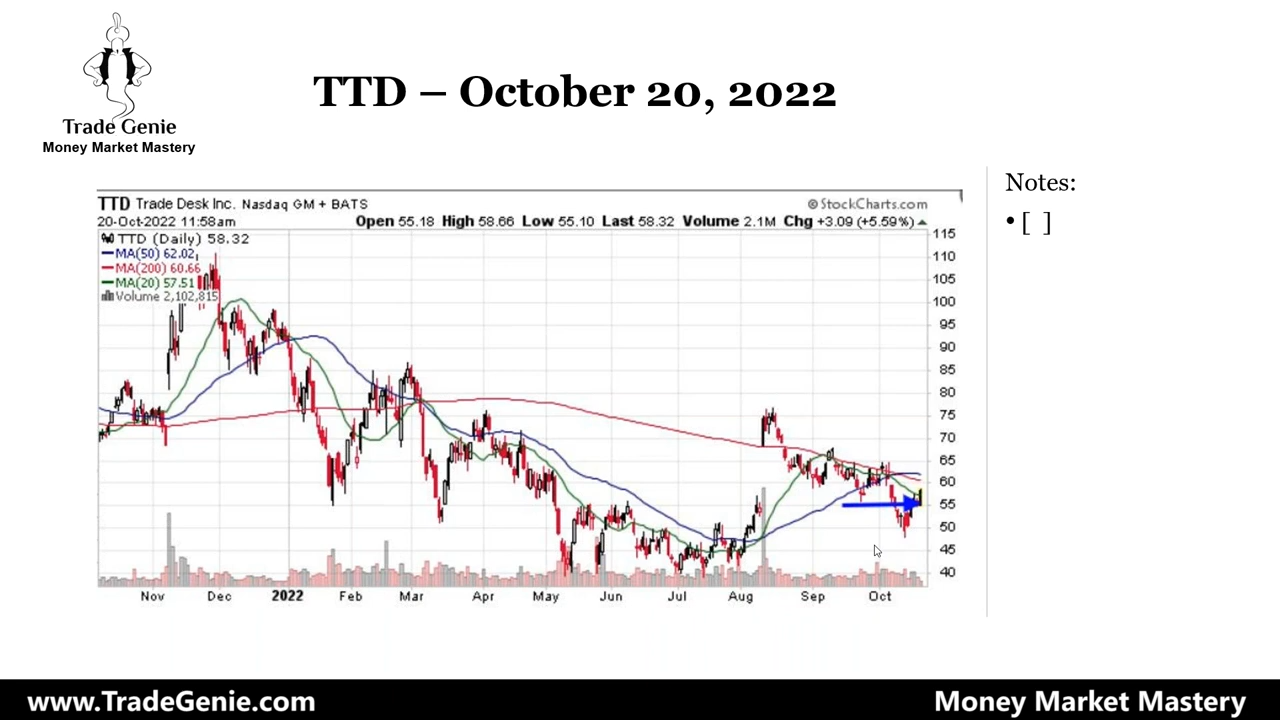 Trade Genie
Money Market Mastery
TTD – October 20, 2022
Notes:
• [ ]
TTD Trade Desk Inc. Nasdaq GM + BATS
© StockCharts.com
20-Oct-2022 11:58am
Open 55.18 High 58.66 Low 55.10 Last 58.32 Volume 2.1M Chg +3.09 (+5.59%)
TTD (Daily) 58.32
MA(50) 62.02
MA(200) 60.66
MA(20) 57.51
Volume 2,102,815
115
110
105
100
95
90
85
80
75
70
65
60
55
50
45
40
Nov Dec 2022 Feb Mar Apr May Jun Jul Aug Sep Oct
www.TradeGenie.com
Money Market Mastery